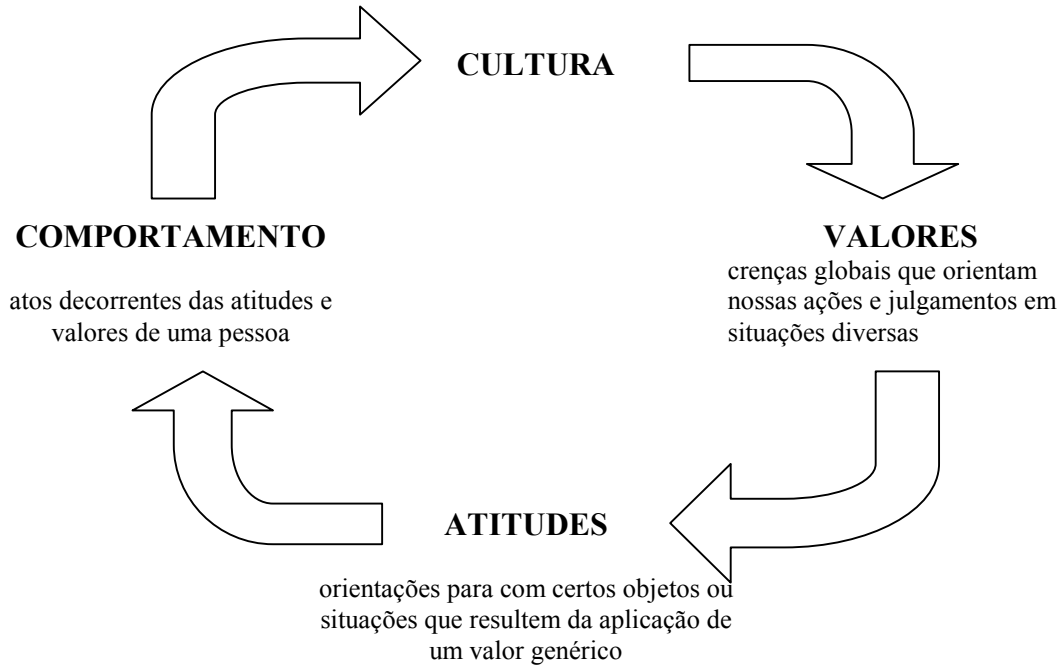 CULTURA
COMPORTAMENTO
atos decorrentes das atitudes e
valores de uma pessoa
VALORES
crenças globais que orientam
nossas ações e julgamentos em
situações diversas
ATITUDES
orientações para com certos objetos ou
situações que resultem da aplicação de
um valor genérico